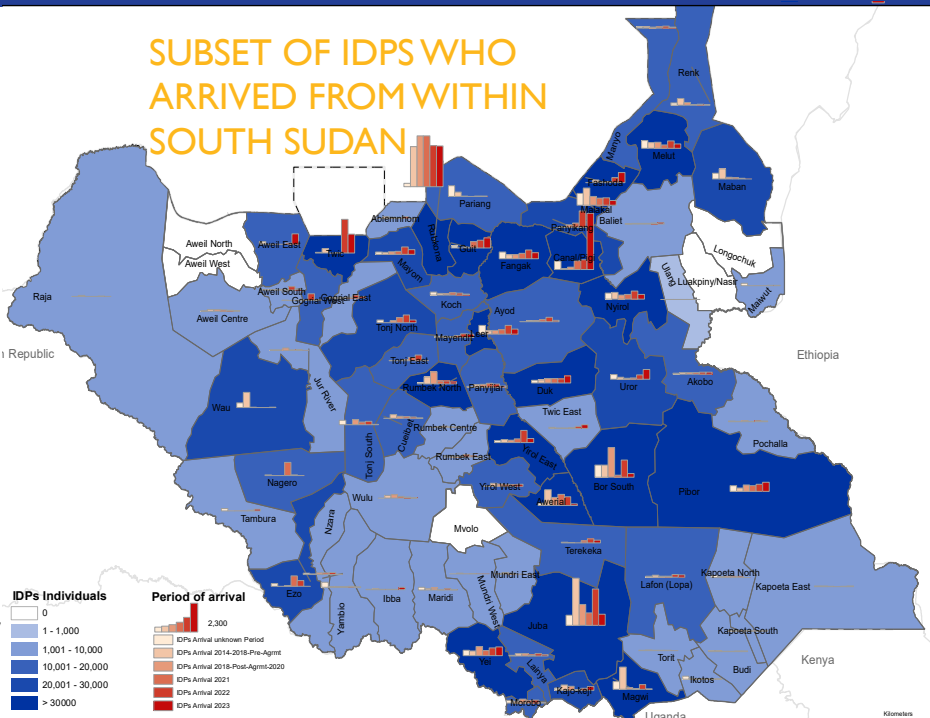 SUBSET OF IDPS WHO
ARRIVED FROM WITHIN
SOUTH SUDAN
Renk
Manyo
Melut
Maban
Fashoda
Malakal
Baliet
Panyikang
Pariang
Abiemnhom
Rubkona
Guit
Fangak
Canal/Pigi
Longochuk
Luakpiny/Nasir
Ulang
Maiwut
Aweil North
Aweil East
Aweil West
Twic
Mayom
Aweil South
Gogrial West
Gogrial East
Aweil Centre
Raja
Koch
Ayod
Nyirol
Tonj North
Mayendit
Leer
n Republic
Ethiopia
Tonj East
Rumbek North
Panyijiar
Duk
Uror
Akobo
Jur River
Wau
Cueibet
Rumbek Centre
Twic East
Pochalla
Tonj South
Rumbek East
Yirol East
Nagero
Yirol West
Bor South
Pibor
Wulu
Awerial
Tambura
Nzara
Mvolo
Terekeka
Mundri East
Kapoeta North
Lafon (Lopa)
Kapoeta East
Ezo
Yambio
Ibba
Maridi
Mundri West
Juba
Kapoeta South
Yei
Lainya
Torit
Budi
Kenya
Ikotos
Morobo
Kajo-keji
Magwi
Uganda
IDPs Individuals
0
1 - 1,000
1,001 - 10,000
10,001 - 20,000
20,001 - 30,000
> 30000
Period of arrival
2,300
IDPs Arrival unknown Period
IDPs Arrival 2014-2018-Pre-Agrmt
IDPs Arrival 2018-Post-Agrmt-2020
IDPs Arrival 2021
IDPs Arrival 2022
IDPs Arrival 2023
Kilometers